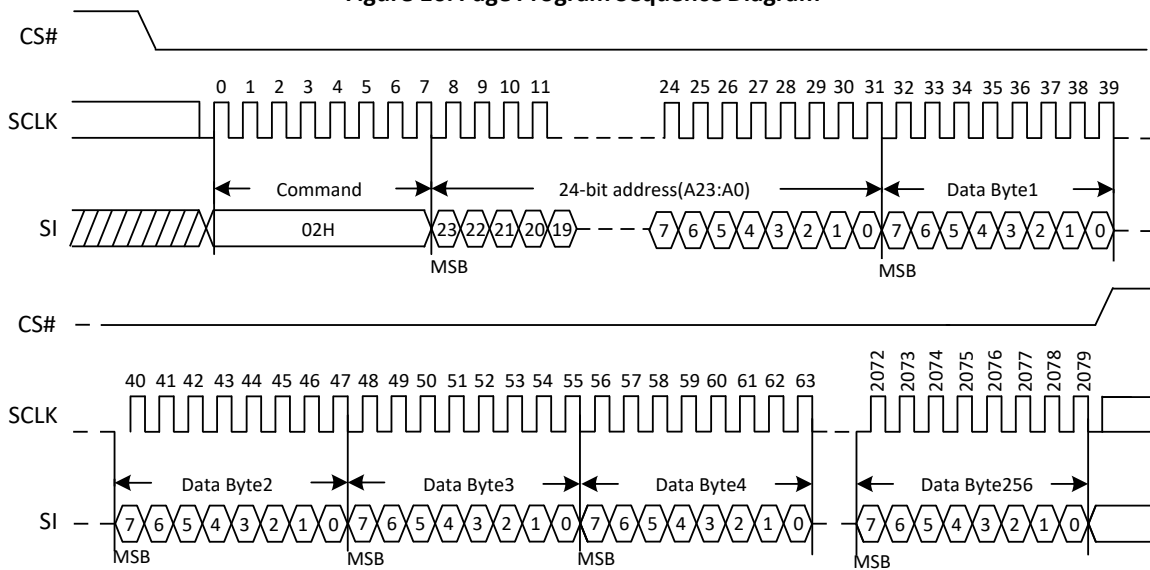 CS#
0 1 2 3 4 5 6 7 8 9 10 11 24 25 26 27 28 29 30 31 32 33 34 35 36 37 38 39
SCLK
Command 24-bit address(A23:A0) Data Byte1
SI 02H 23 22 21 20 19 7 6 5 4 3 2 1 0 7 6 5 4 3 2 1 0
MSB MSB
CS#
40 41 42 43 44 45 46 47 48 49 50 51 52 53 54 55 56 57 58 59 60 61 62 63 2072 2073 2074 2075 2076 2077 2078 2079
SCLK
Data Byte2 Data Byte3 Data Byte4 Data Byte256
SI 7 6 5 4 3 2 1 0 7 6 5 4 3 2 1 0 7 6 5 4 3 2 1 0 7 6 5 4 3 2 1 0
MSB MSB MSB MSB